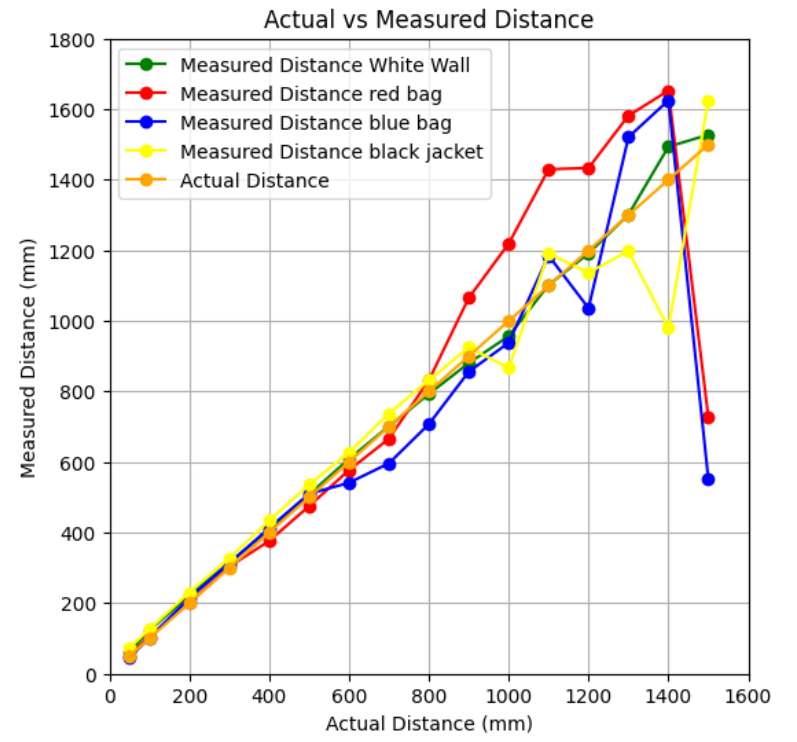 Actual vs Measured Distance
1800
1600
1400
1200
1000
800
600
400
200
0
Measured Distance (mm)
Measured Distance White Wall
Measured Distance red bag
Measured Distance blue bag
Measured Distance black jacket
Actual Distance
0 200 400 600 800 1000 1200 1400 1600
Actual Distance (mm)